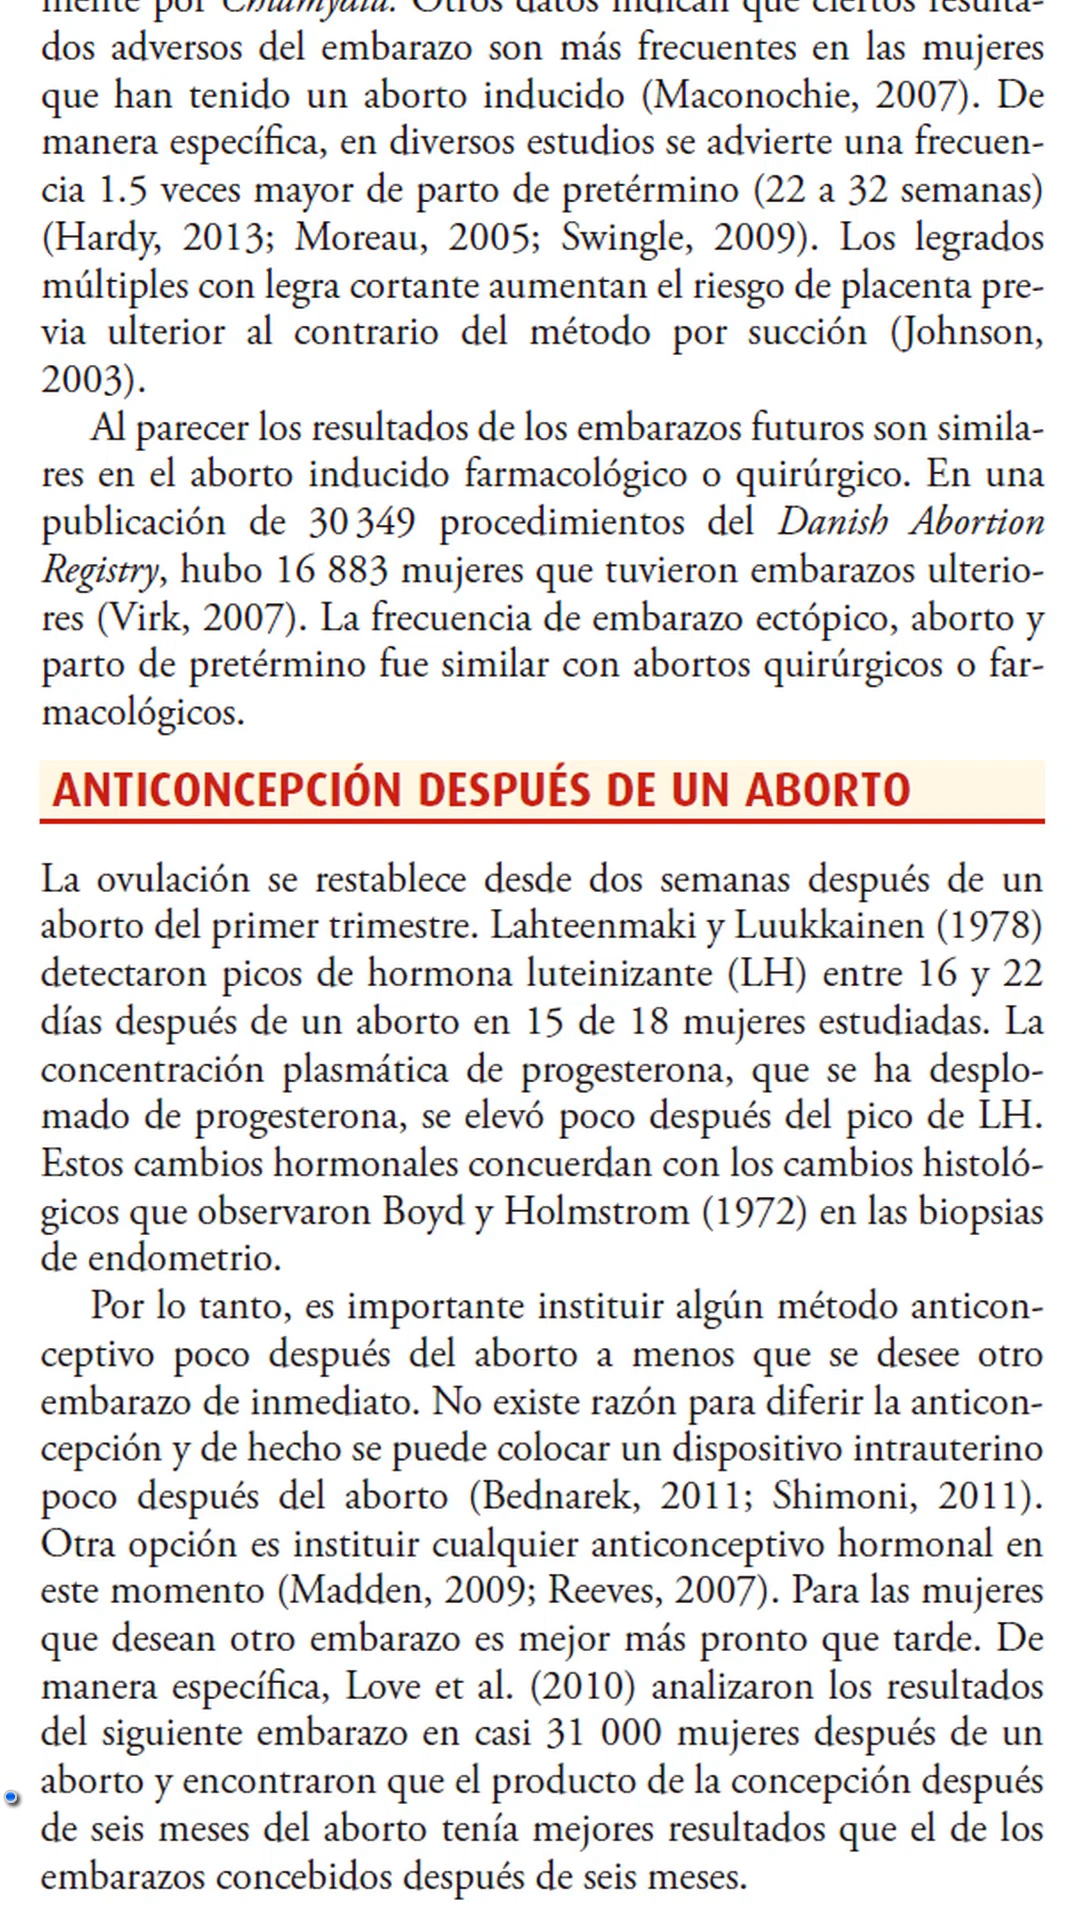 mente por Chlamydia. Otros datos indican que ciertos resulta-
dos adversos del embarazo son más frecuentes en las mujeres
que han tenido un aborto inducido (Maconochie, 2007). De
manera específica, en diversos estudios se advierte una frecuen-
cia 1.5 veces mayor de parto de pretérmino (22 a 32 semanas)
(Hardy, 2013; Moreau, 2005; Swingle, 2009). Los legrados
múltiples con legra cortante aumentan el riesgo de placenta pre-
via ulterior al contrario del método por succión (Johnson,
2003).
Al parecer los resultados de los embarazos futuros son simila-
res en el aborto inducido farmacológico o quirúrgico. En una
publicación de 30 349 procedimientos del Danish Abortion
Registry, hubo 16 883 mujeres que tuvieron embarazos ulterio-
res (Virk, 2007). La frecuencia de embarazo ectópico, aborto y
parto de pretérmino fue similar con abortos quirúrgicos o far-
macológicos.
ANTICONCEPCIÓN DESPUÉS DE UN ABORTO
La ovulación se restablece desde dos semanas después de un
aborto del primer trimestre. Lahteenmaki y Luukkainen (1978)
detectaron picos de hormona luteinizante (LH) entre 16 y 22
días después de un aborto en 15 de 18 mujeres estudiadas. La
concentración plasmática de progesterona, que se ha desplo-
mado de progesterona, se elevó poco después del pico de LH.
Estos cambios hormonales concuerdan con los cambios histoló-
gicos que observaron Boyd y Holmstrom (1972) en las biopsias
de endometrio.
Por lo tanto, es importante instituir algún método anticon-
ceptivo poco después del aborto a menos que se desee otro
embarazo de inmediato. No existe razón para diferir la anticon-
cepción y de hecho se puede colocar un dispositivo intrauterino
poco después del aborto (Bednarek, 2011; Shimoni, 2011).
Otra opción es instituir cualquier anticonceptivo hormonal en
este momento (Madden, 2009; Reeves, 2007). Para las mujeres
que desean otro embarazo es mejor más pronto que tarde. De
manera específica, Love et al. (2010) analizaron los resultados
del siguiente embarazo en casi 31 000 mujeres después de un
aborto y encontraron que el producto de la concepción después
de seis meses del aborto tenía mejores resultados que el de los
embarazos concebidos después de seis meses.